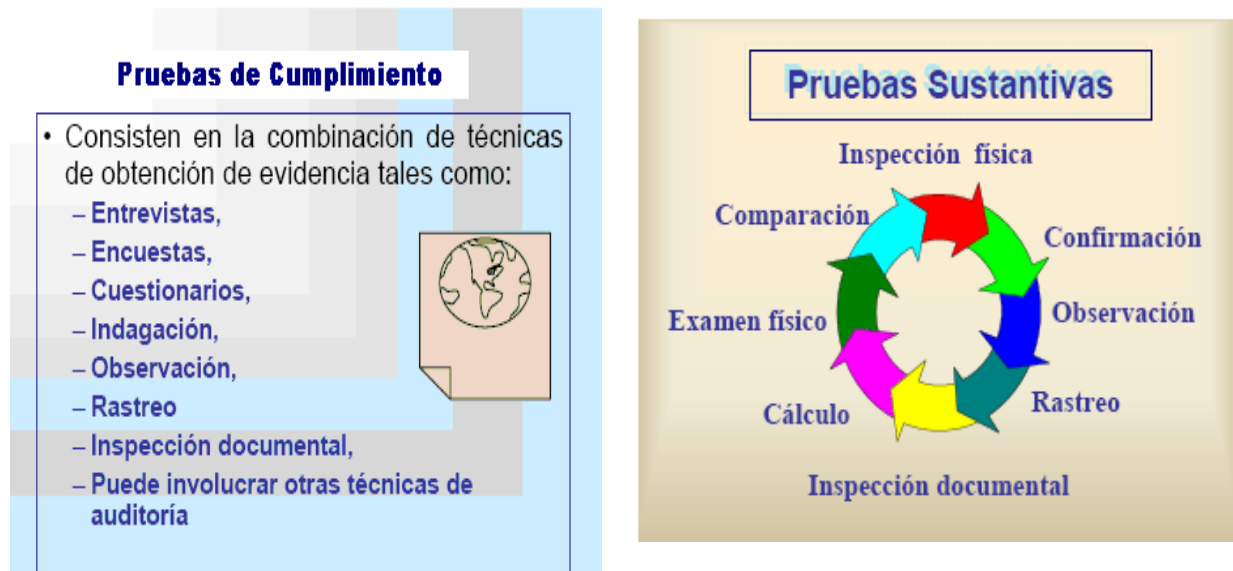 Pruebas de Cumplimiento
• Consisten en la combinación de técnicas
de obtención de evidencia tales como:
– Entrevistas,
– Encuestas,
– Cuestionarios,
– Indagación,
– Observación,
– Rastreo
– Inspección documental,
– Puede involucrar otras técnicas de
auditoría
Pruebas Sustantivas
Inspección física
Comparación
Confirmación
Examen físico
Observación
Cálculo
Rastreo
Inspección documental